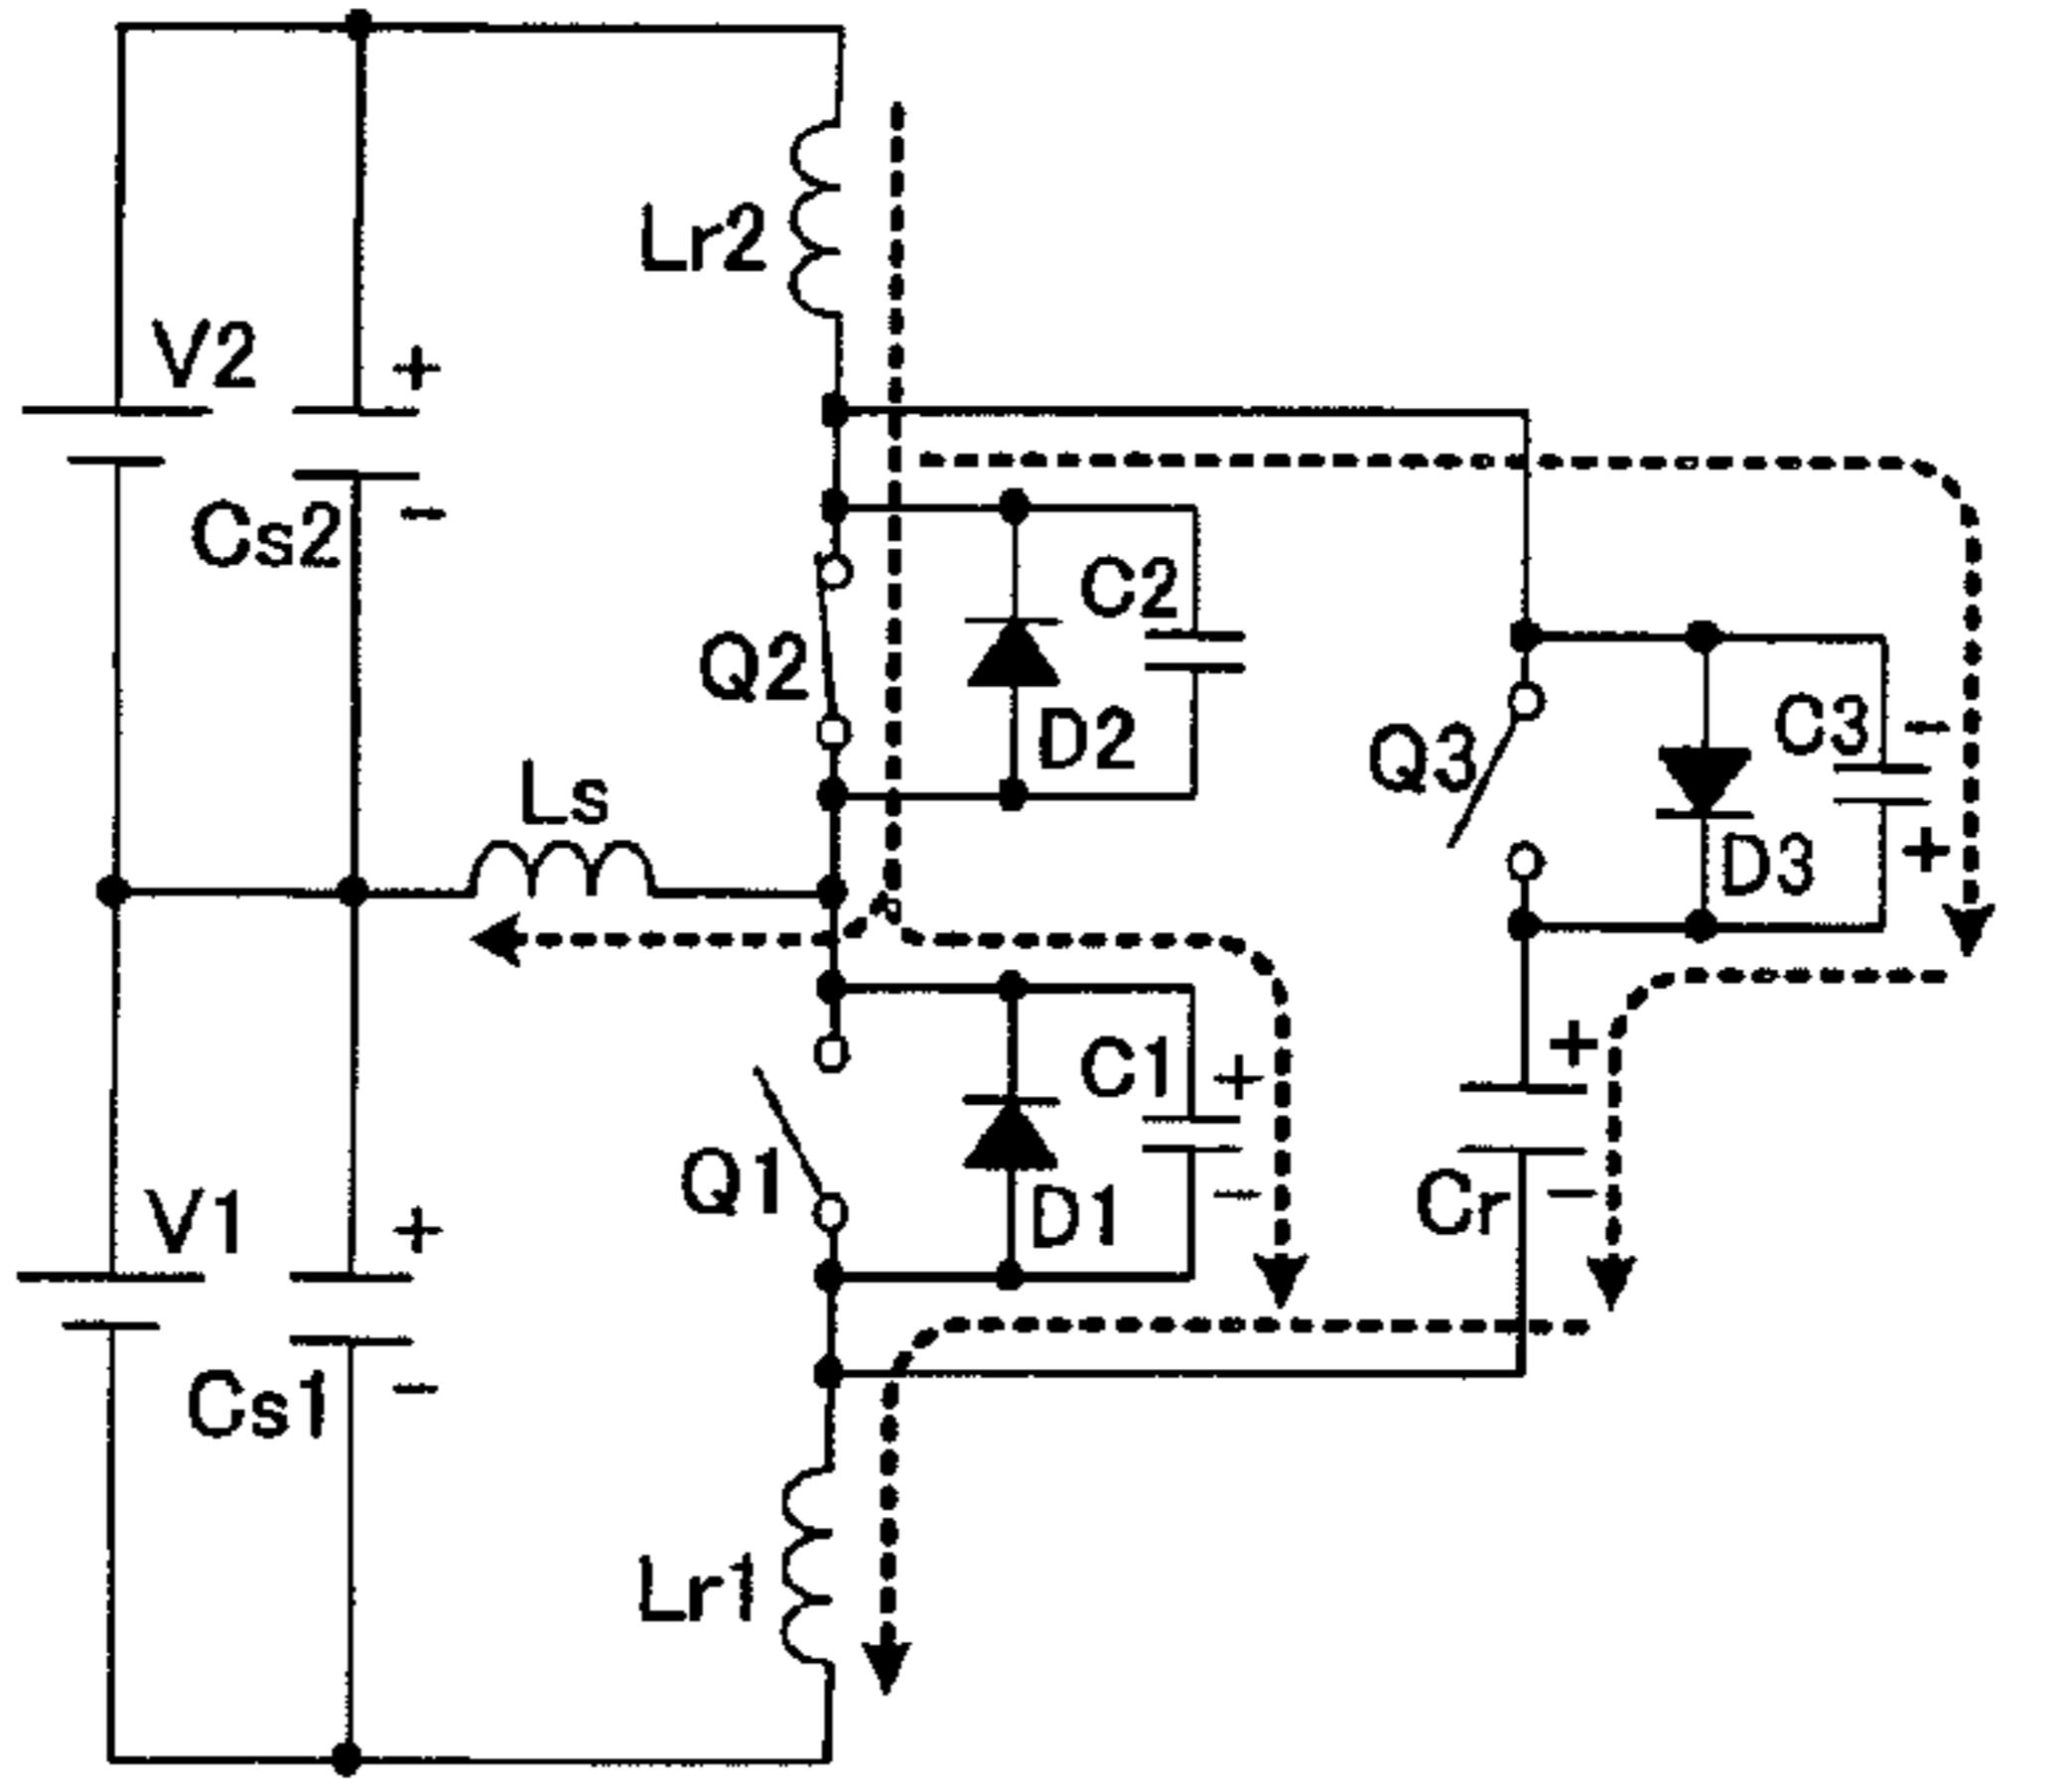 Lr2
V2
+
Cs2
-
C2
Q2
D2
C3
-
Q3
Ls
D3
+
C1
+
+
Q1
D1
-
Cr
-
V1
+
Cs1
-
Lr1